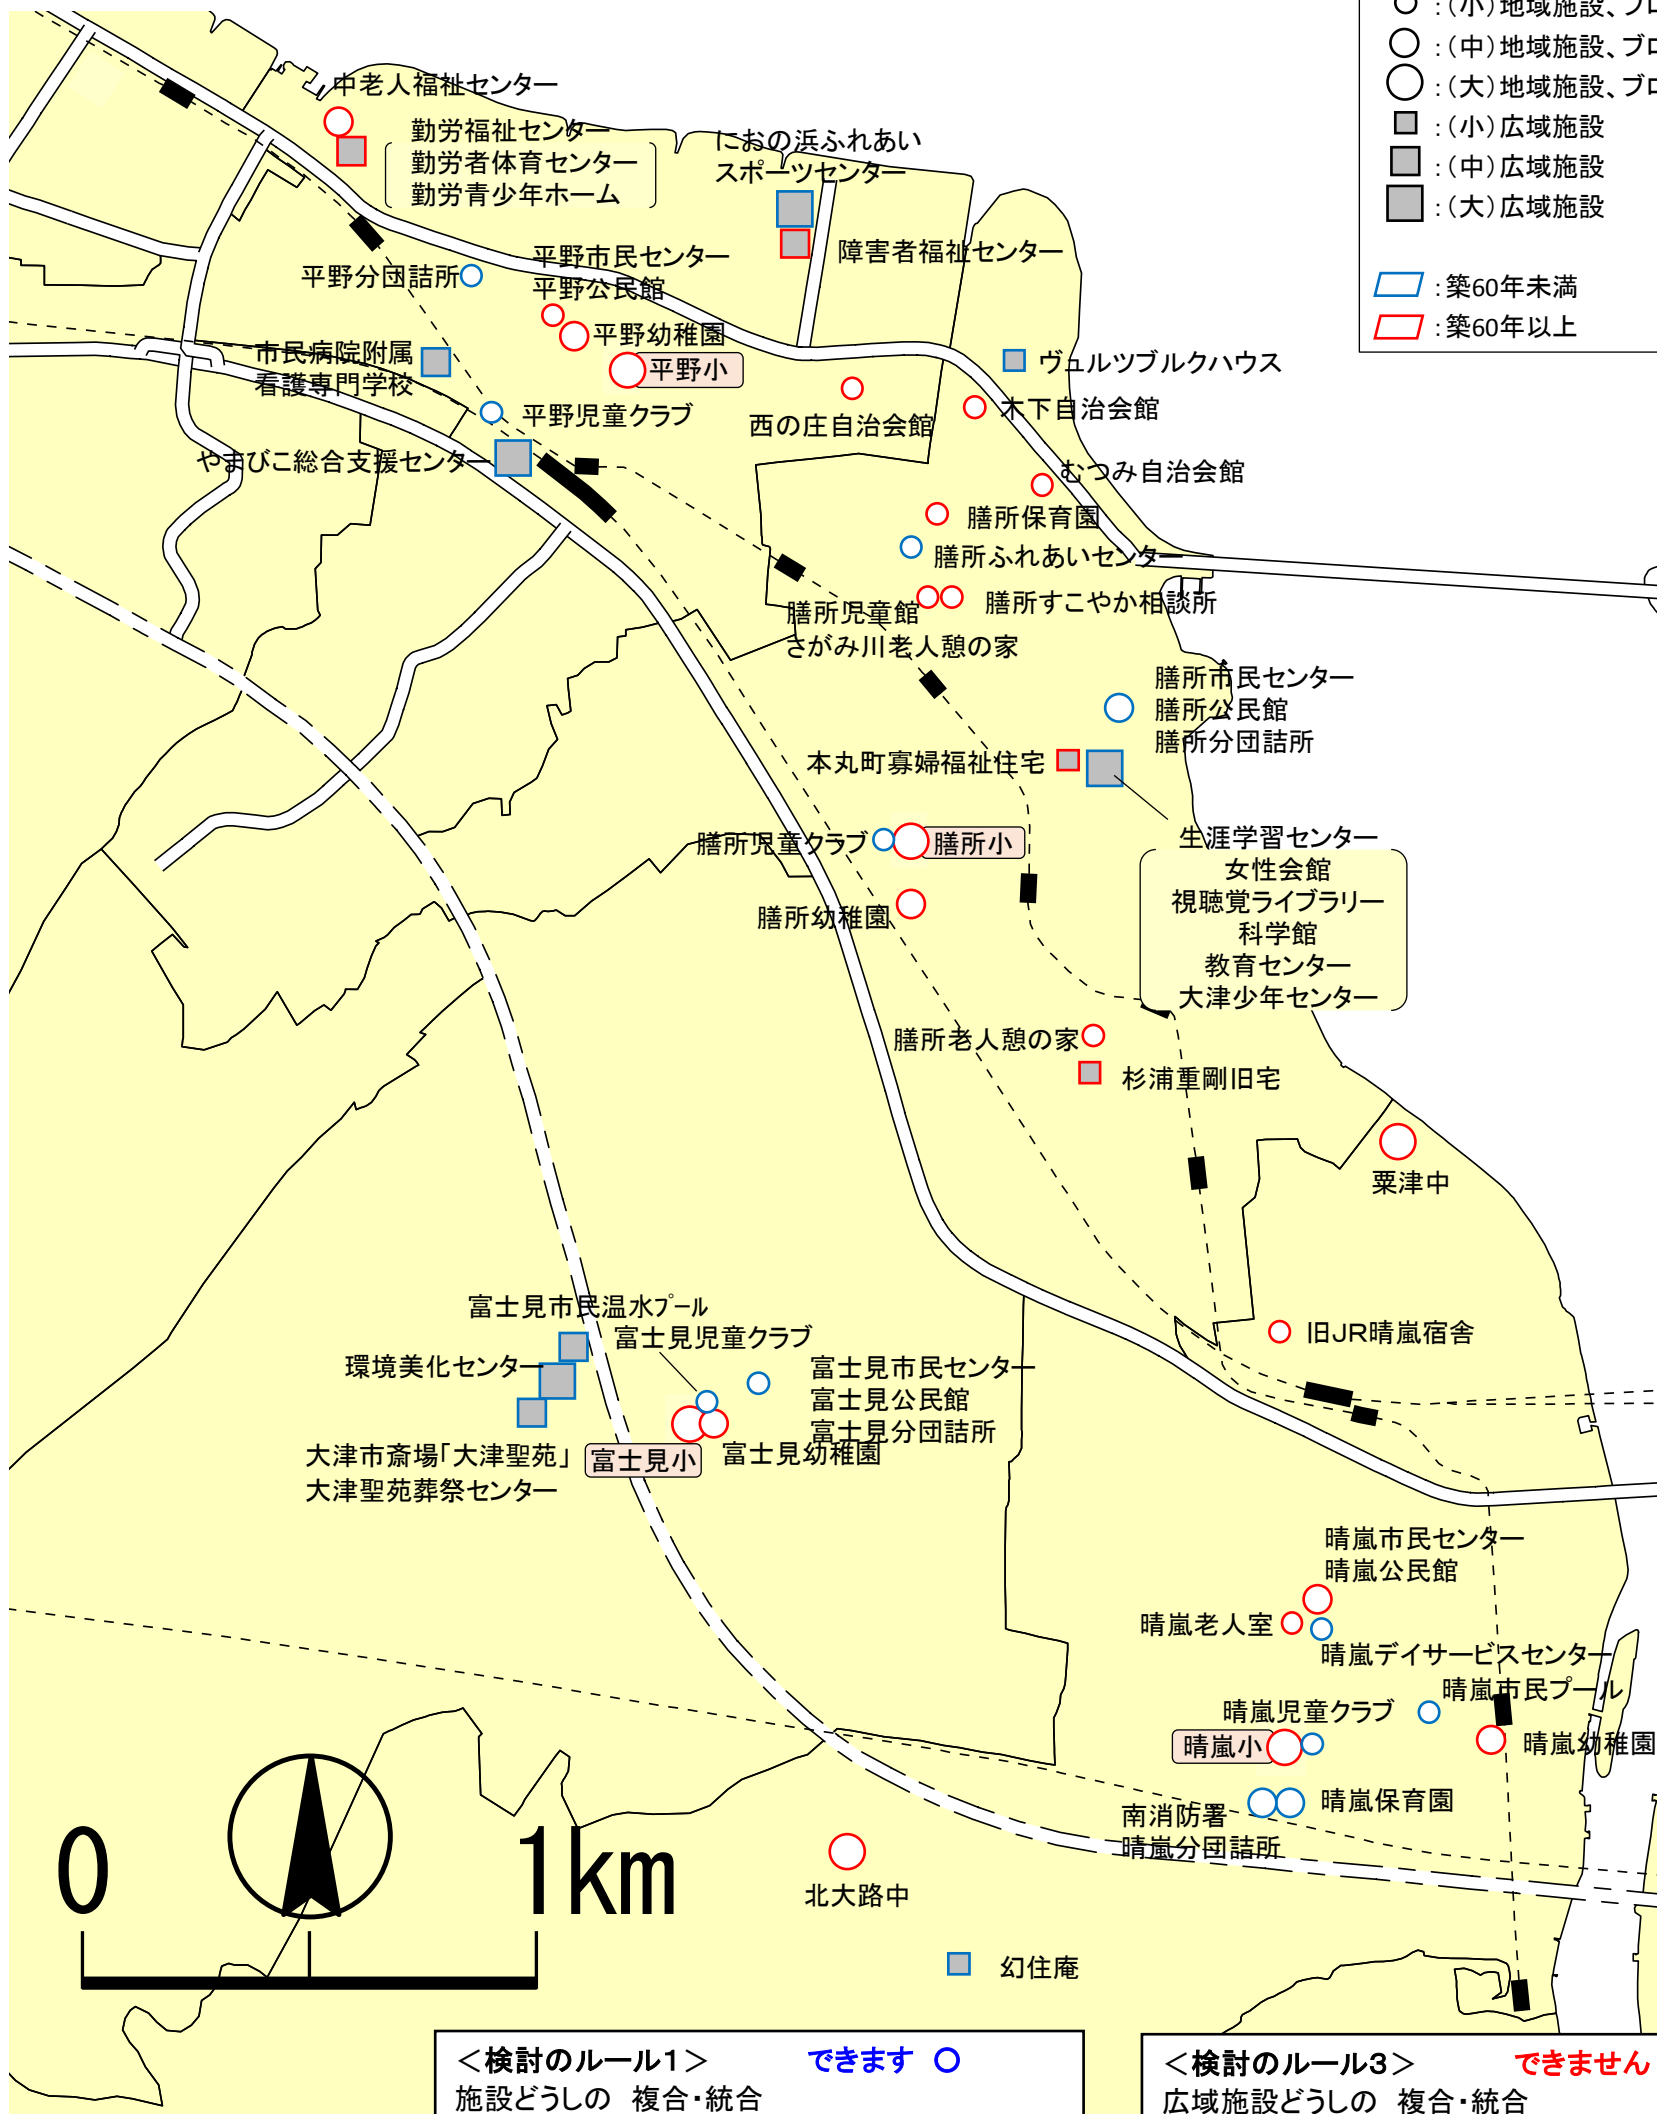 :(小)地域施設、ブロ
:(中)地域施設、ブロ
:(大)地域施設、ブロ
:(小)広域施設
:(中)広域施設
:(大)広域施設
:築60年未満
:築60年以上
中老人福祉センター
勤労福祉センター
勤労者体育センター
勤労青少年ホーム
におの浜ふれあい
スポーツセンター
障害者福祉センター
平野市民センター
平野公民館
平野分団詰所
平野幼稚園
平野小
市民病院附属
看護専門学校
ヴュルツブルクハウス
平野児童クラブ
西の庄自治会館
木下自治会館
やまびこ総合支援センター
むつみ自治会館
膳所保育園
膳所ふれあいセンター
膳所児童館
さがみ川老人憩の家
膳所すこやか相談所
膳所市民センター
膳所公民館
膳所分団詰所
本丸町寡婦福祉住宅
生涯学習センター
女性会館
視聴覚ライブラリー
科学館
教育センター
大津少年センター
膳所児童クラブ
膳所小
膳所幼稚園
膳所老人憩の家
杉浦重剛旧宅
粟津中
旧JR晴嵐宿舎
富士見市民温水プール
富士見児童クラブ
環境美化センター
富士見市民センター
富士見公民館
富士見分団詰所
大津市斎場「大津聖苑」
大津聖苑葬祭センター
富士見小
富士見幼稚園
晴嵐市民センター
晴嵐公民館
晴嵐老人室
晴嵐デイサービスセンター
晴嵐市民プール
晴嵐児童クラブ
晴嵐小
晴嵐幼稚園
晴嵐保育園
南消防署
晴嵐分団詰所
北大路中
幻住庵
0 1km
<検討のルール1> できます ○
施設どうしの 複合・統合
<検討のルール3> できません
広域施設どうしの 複合・統合